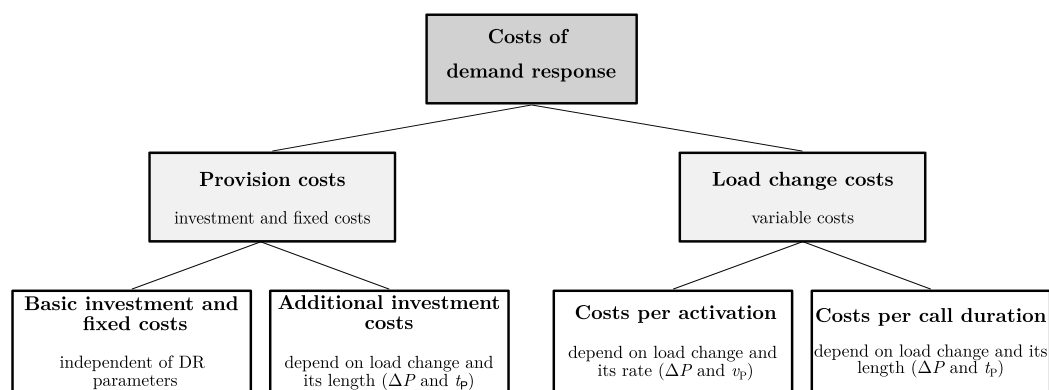 Costs of
demand response
Provision costs
investment and fixed costs
Load change costs
variable costs
Basic investment and
fixed costs
independent of DR
parameters
Additional investment
costs
depend on load change and
its length (ΔP and t_P)
Costs per activation
depend on load change and
its rate (ΔP and v_P)
Costs per call duration
depend on load change and its
length (ΔP and t_P)